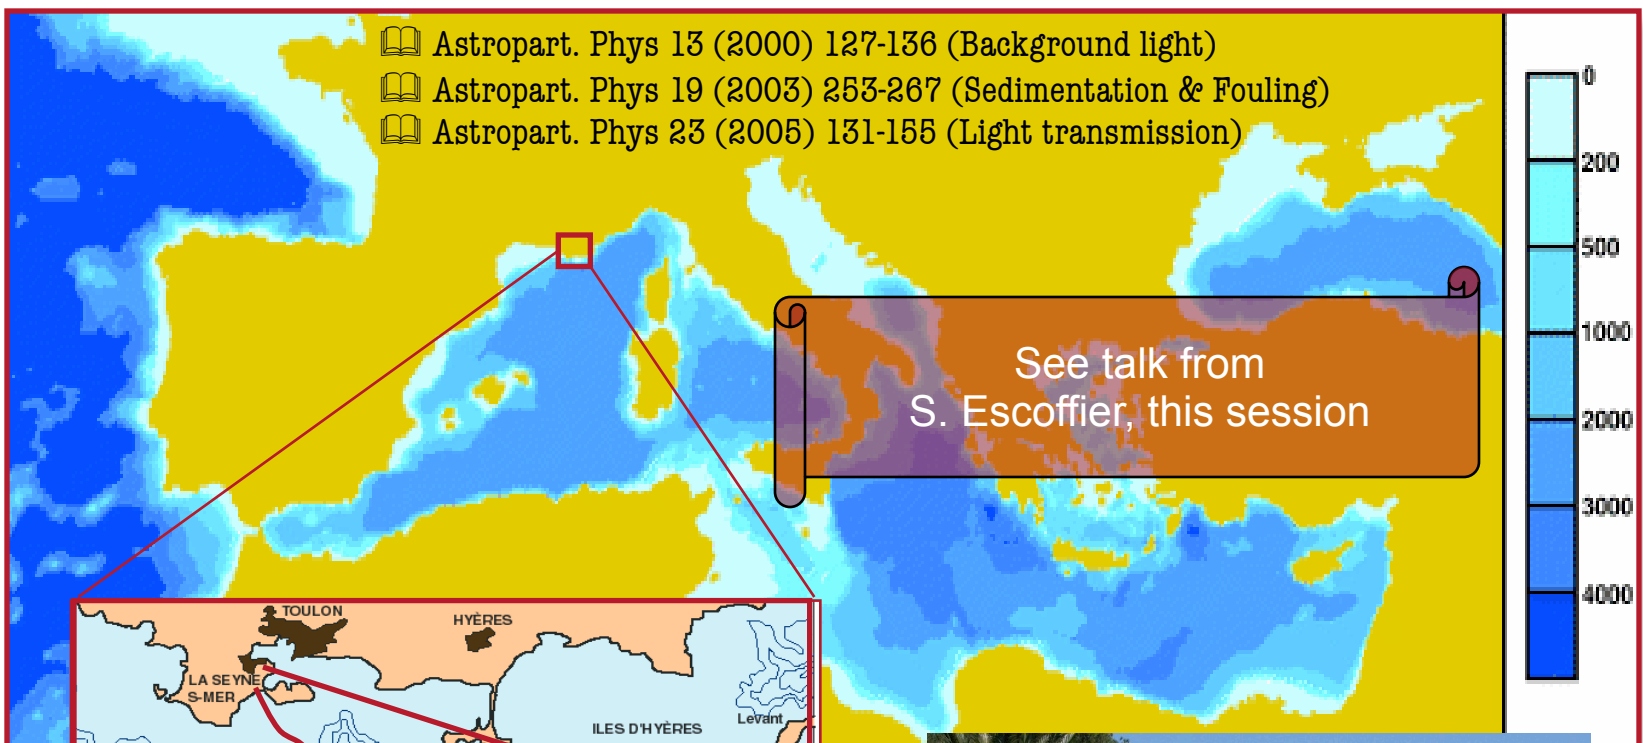 Astropart. Phys 13 (2000) 127-136 (Background light)
Astropart. Phys 19 (2003) 253-267 (Sedimentation & Fouling)
Astropart. Phys 23 (2005) 131-155 (Light transmission)
0
200
500
1000
2000
3000
4000
See talk from
S. Escoffier, this session
TOULON
HYÈRES
LA SEYNE
S-MER
Levant
ILES D'HYÈRES